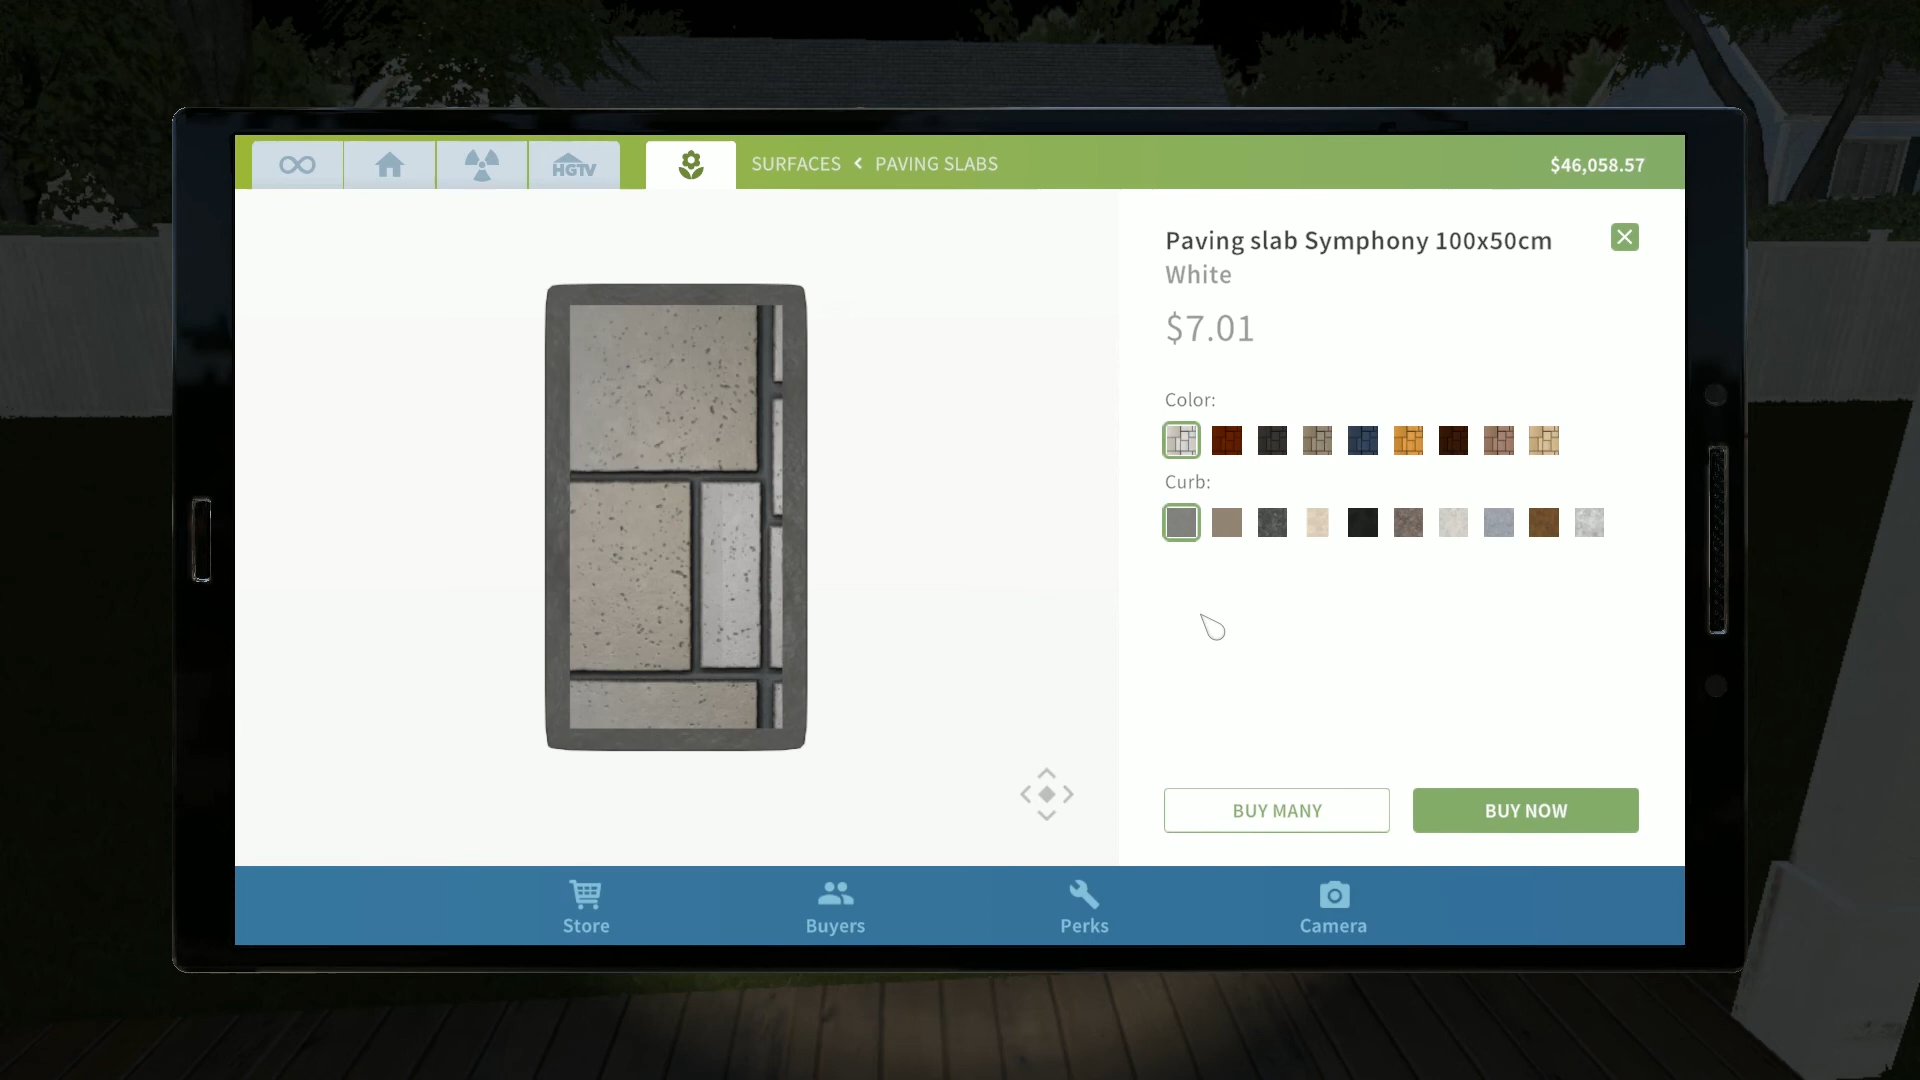 HGTV
SURFACES < PAVING SLABS
$46,058.57
Paving slab Symphony 100x50cm
White
$7.01
Color:
Curb:
BUY MANY
BUY NOW
Store
Buyers
Perks
Camera